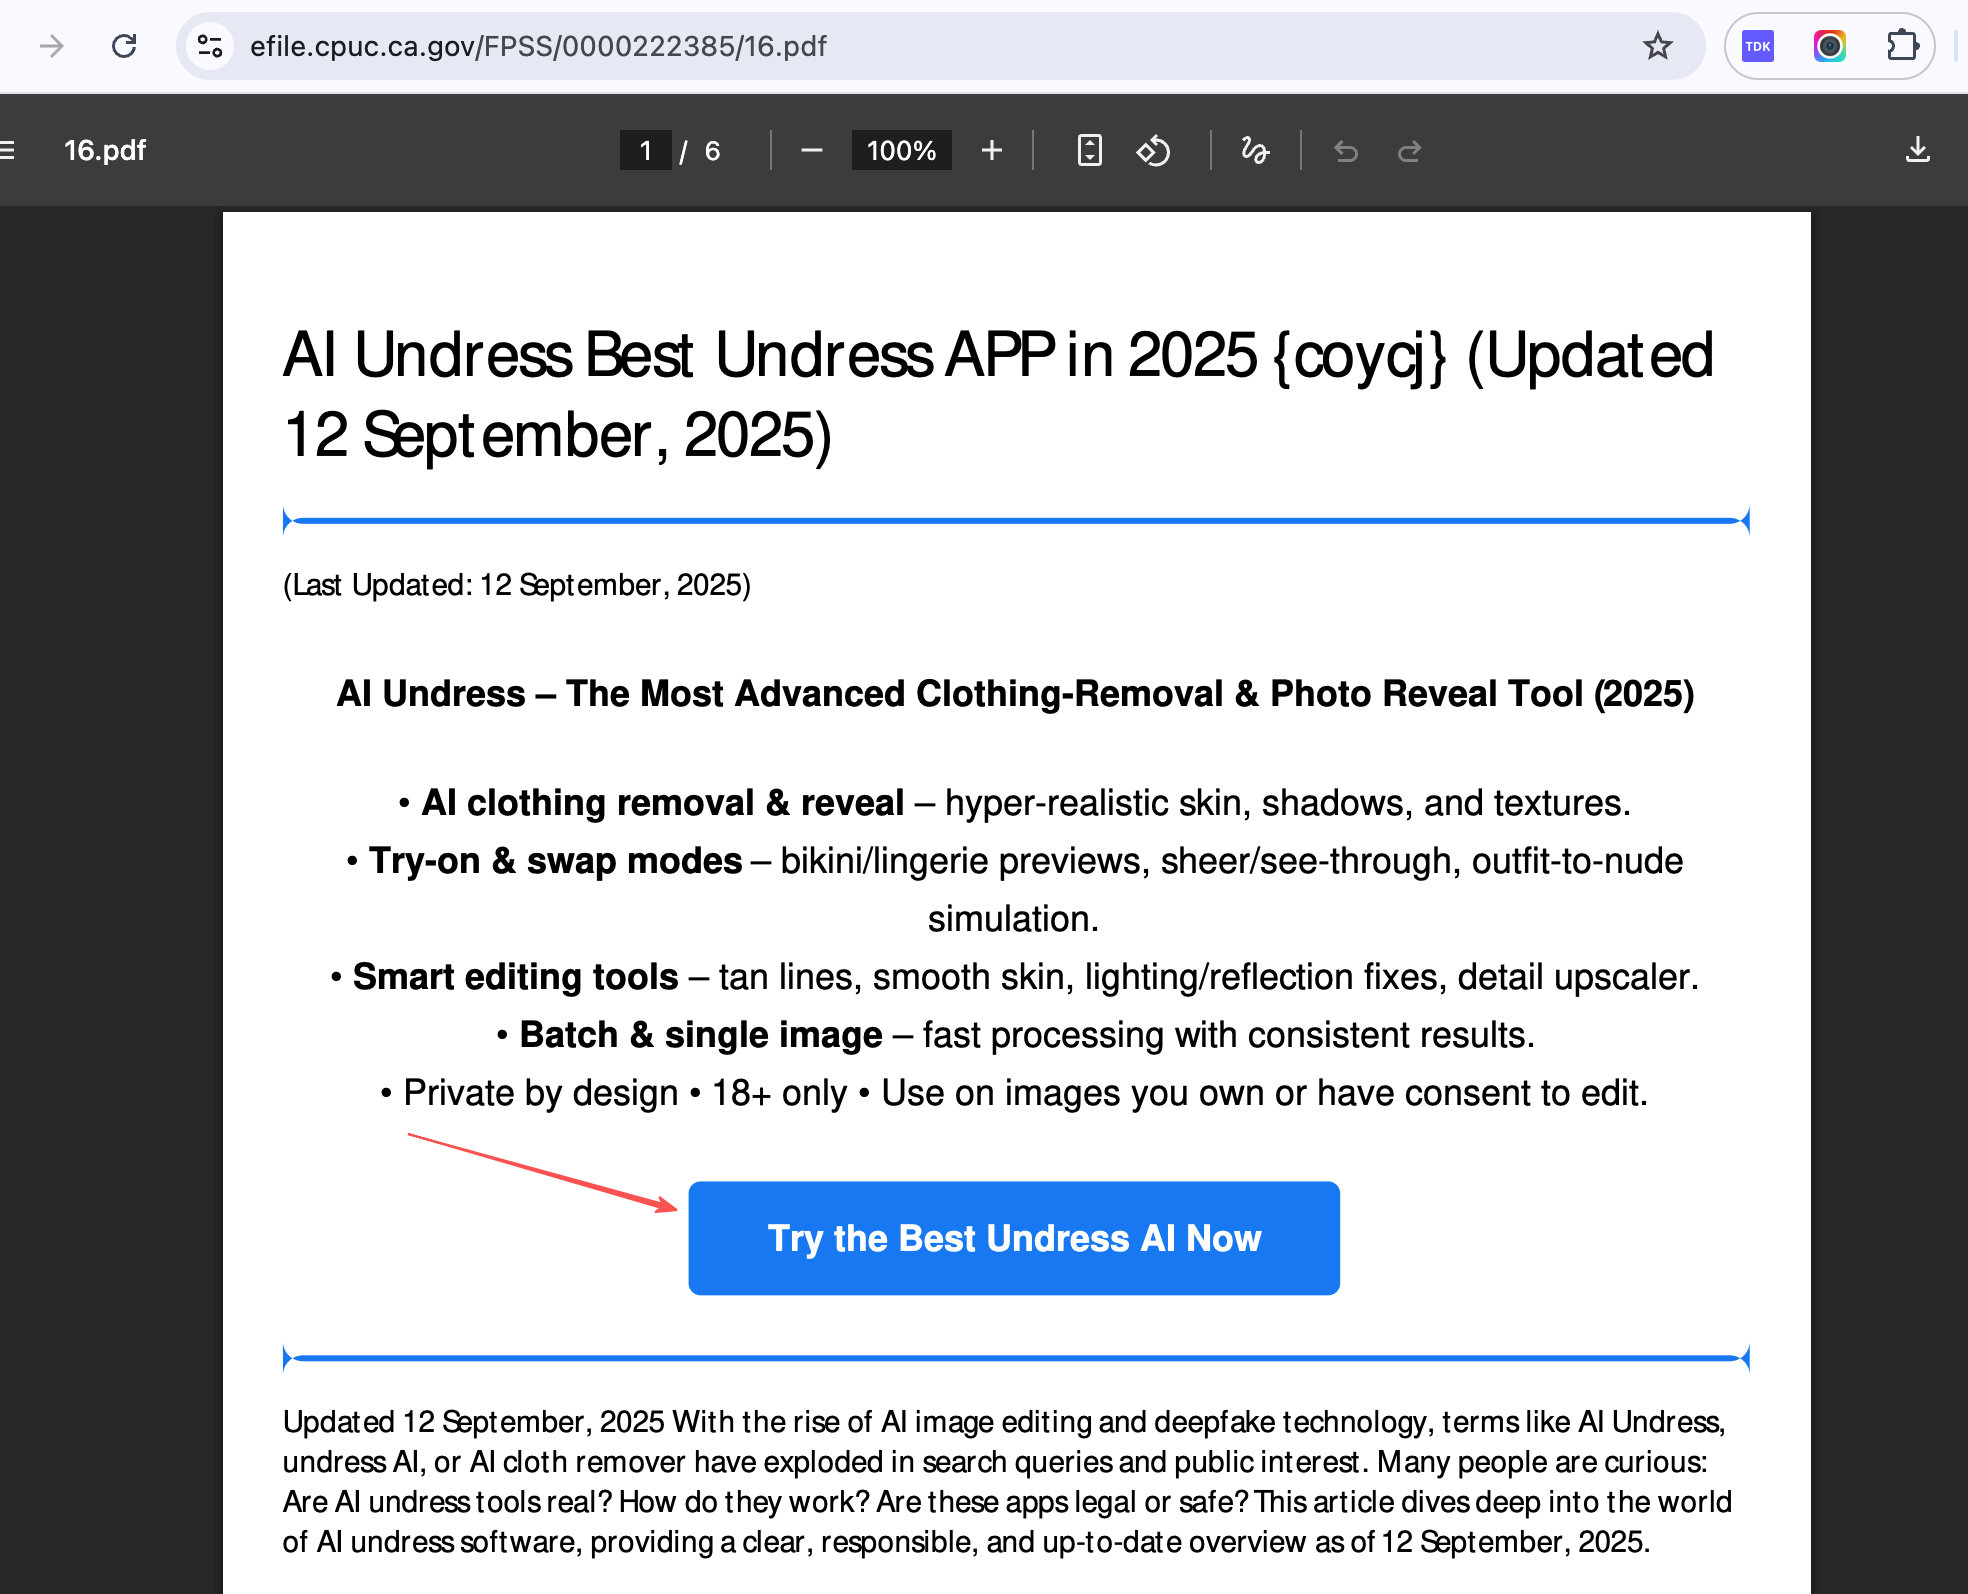 efile.cpuc.ca.gov/FPSS/0000222385/16.pdf
TDK
16.pdf
1 / 6
100%
AI Undress Best Undress APP in 2025 {coycj} (Updated
12 September, 2025)
(Last Updated: 12 September, 2025)
AI Undress – The Most Advanced Clothing-Removal & Photo Reveal Tool (2025)
• AI clothing removal & reveal – hyper-realistic skin, shadows, and textures.
• Try-on & swap modes – bikini/lingerie previews, sheer/see-through, outfit-to-nude
simulation.
• Smart editing tools – tan lines, smooth skin, lighting/reflection fixes, detail upscaler.
• Batch & single image – fast processing with consistent results.
• Private by design • 18+ only • Use on images you own or have consent to edit.
Try the Best Undress AI Now
Updated 12 September, 2025 With the rise of AI image editing and deepfake technology, terms like AI Undress,
undress AI, or AI cloth remover have exploded in search queries and public interest. Many people are curious:
Are AI undress tools real? How do they work? Are these apps legal or safe? This article dives deep into the world
of AI undress software, providing a clear, responsible, and up-to-date overview as of 12 September, 2025.